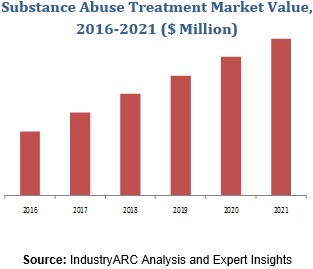 Substance Abuse Treatment Market Value,
2016-2021 ($ Million)
2016 2017 2018 2019 2020 2021
Source: IndustryARC Analysis and Expert Insights